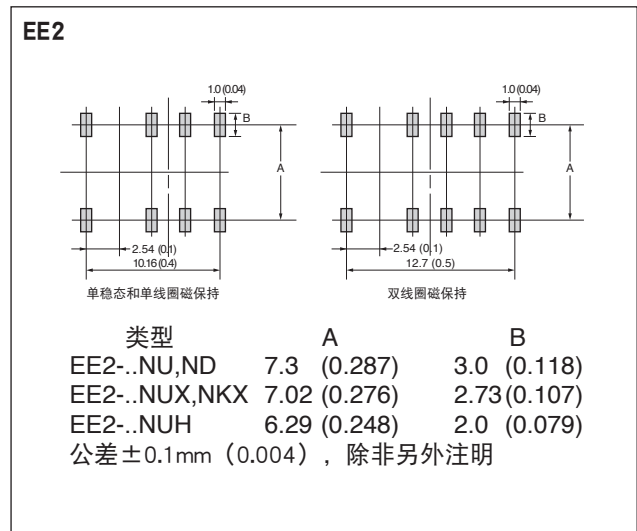 EE2
1.0 (0.04)
B
A
2.54 (0.1)
10.16(0.4)
单稳态和单线圈磁保持
1.0 (0.04)
B
A
2.54 (0.1)
12.7 (0.5)
双线圈磁保持
类型 A B
EE2-..NU,ND 7.3 (0.287) 3.0 (0.118)
EE2-..NUX,NKX 7.02 (0.276) 2.73(0.107)
EE2-..NUH 6.29 (0.248) 2.0 (0.079)
公差±0.1mm（0.004）, 除非另外注明